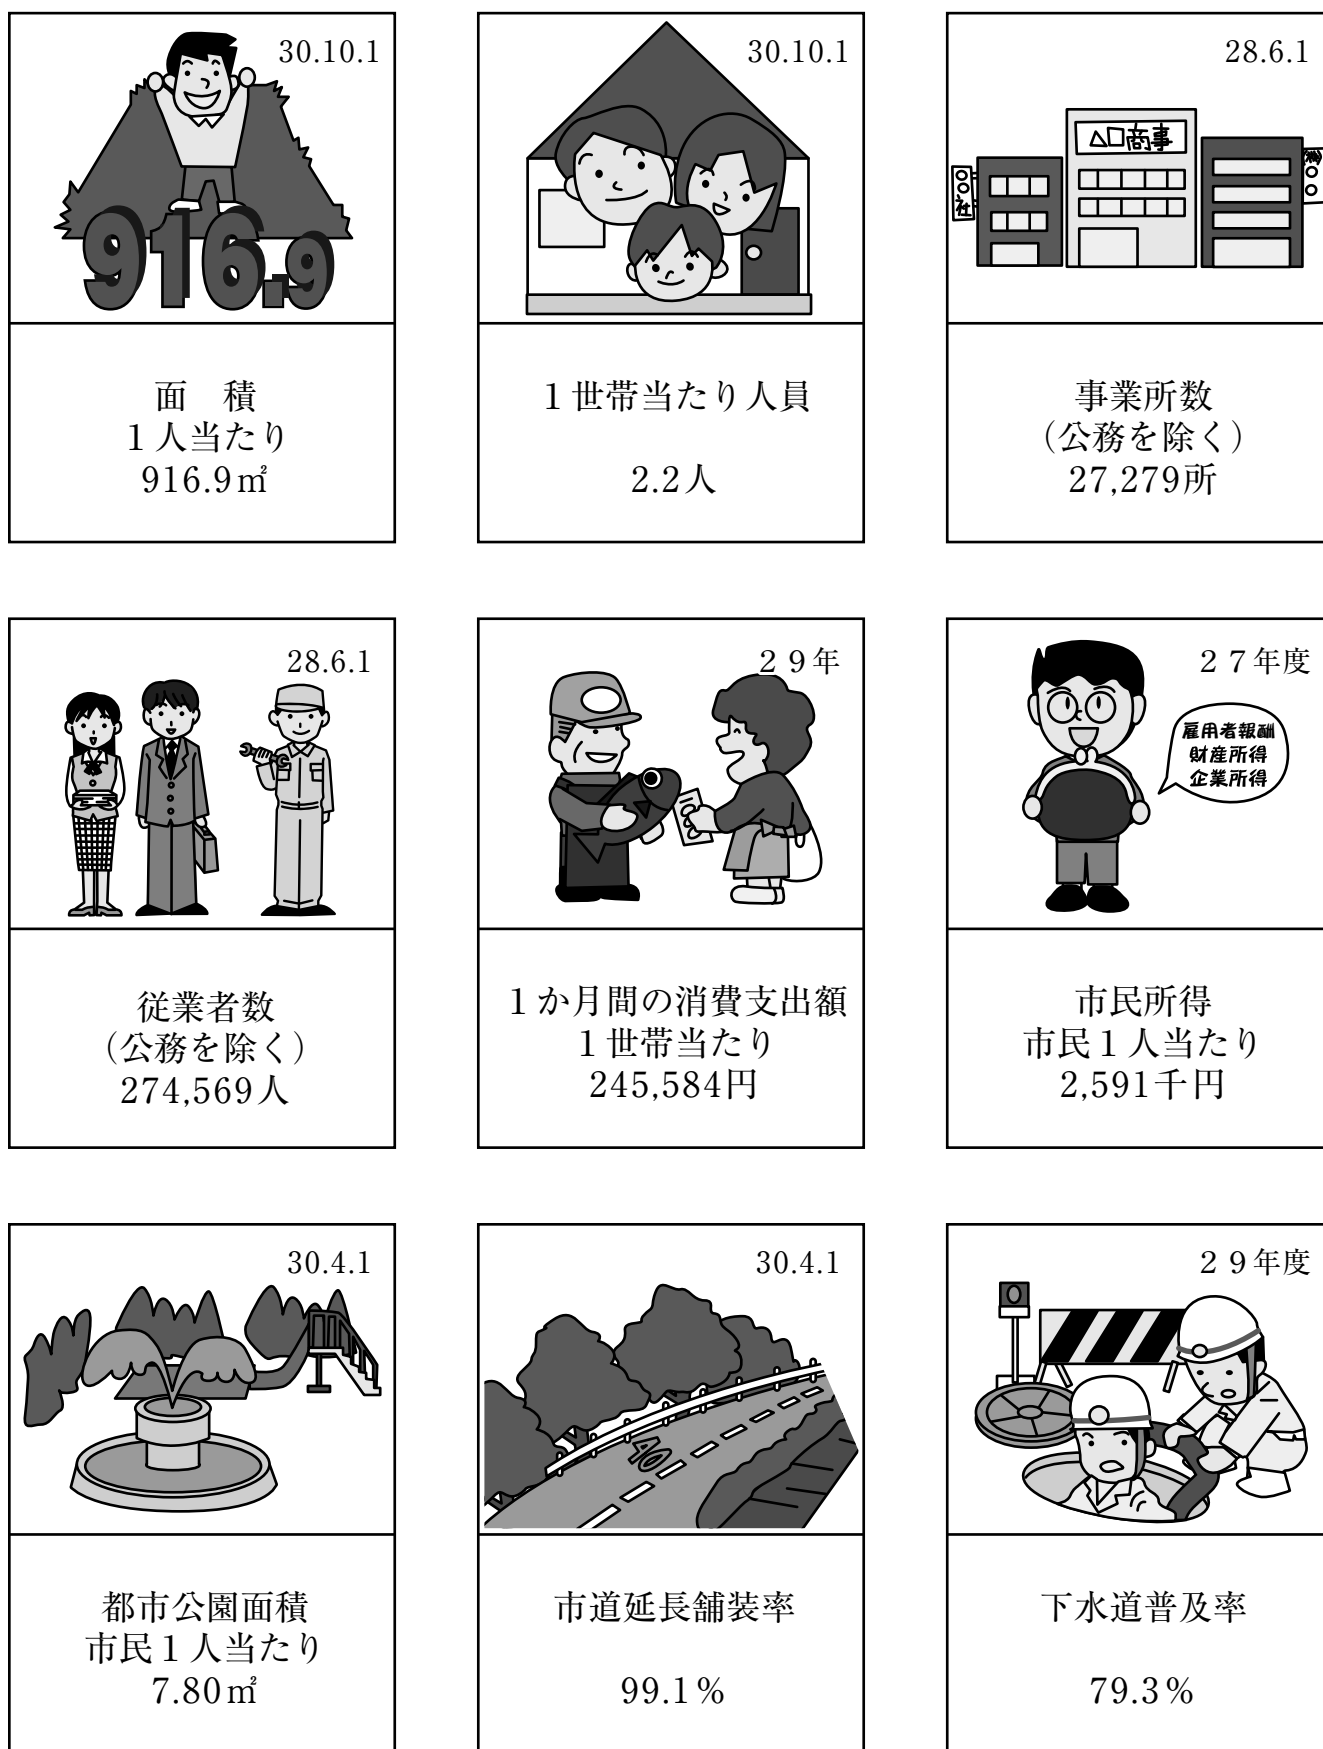 30.10.1
916.9
面　積
１人当たり
916.9㎡
30.10.1
１世帯当たり人員
2.2人
28.6.1
△□商事
○○社
㈱○○
事業所数
（公務を除く）
27,279所
28.6.1
従業者数
（公務を除く）
274,569人
２９年
１か月間の消費支出額
１世帯当たり
245,584円
２７年度
雇用者報酬
財産所得
企業所得
市民所得
市民１人当たり
2,591千円
30.4.1
都市公園面積
市民１人当たり
7.80㎡
30.4.1
40
市道延長舗装率
99.1％
２９年度
下水道普及率
79.3％